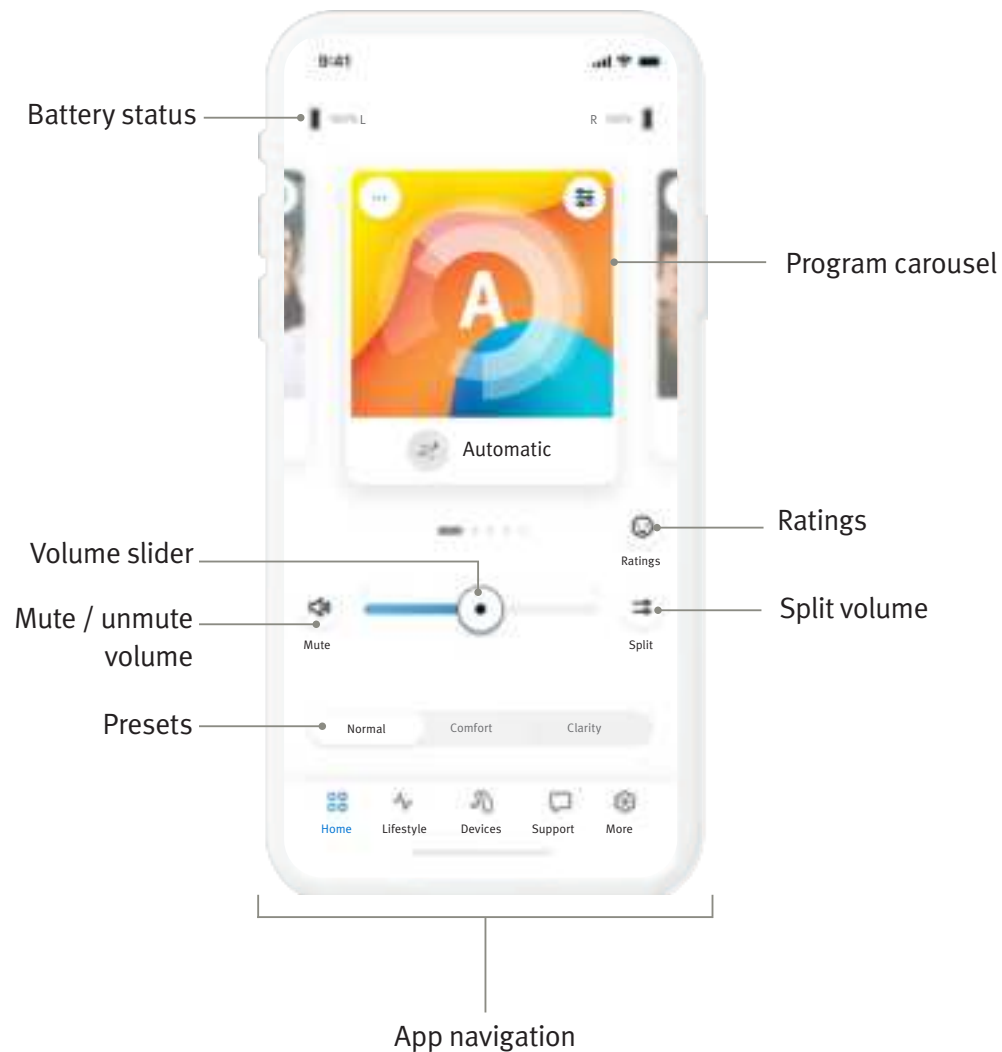 9:41
Battery status
L
R
A
Program carousel
Automatic
Ratings
Ratings
Volume slider
Mute / unmute
volume
Mute
Split
Split volume
Presets
Normal
Comfort
Clarity
Home
Lifestyle
Devices
Support
More
App navigation